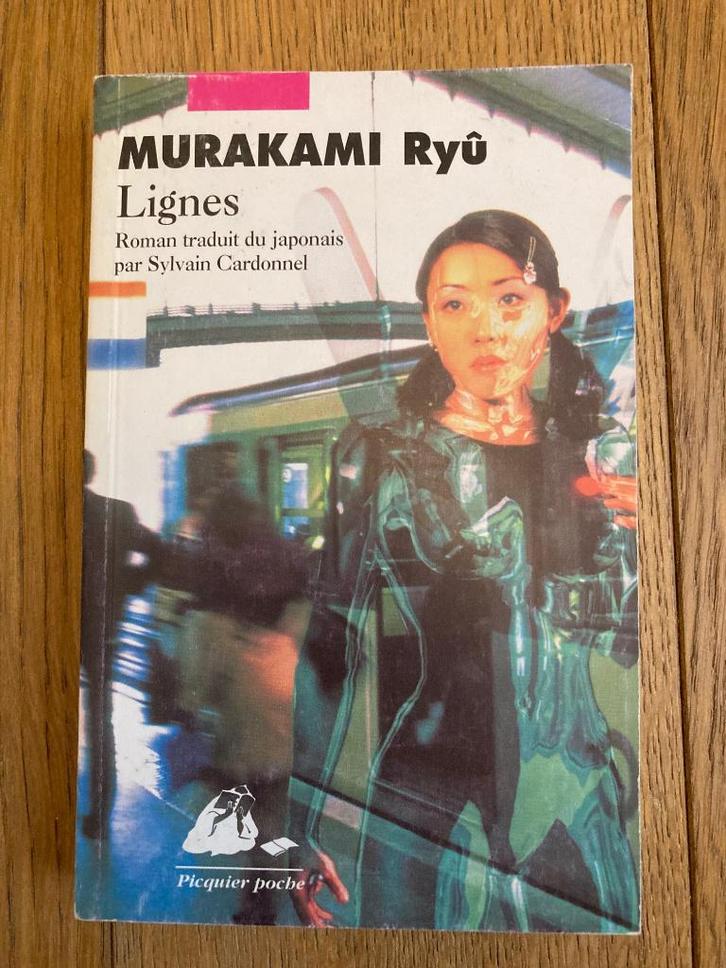 MURAKAMI Ryû
Lignes
Roman traduit du japonais
par Sylvain Cardonnel
Picquier poche